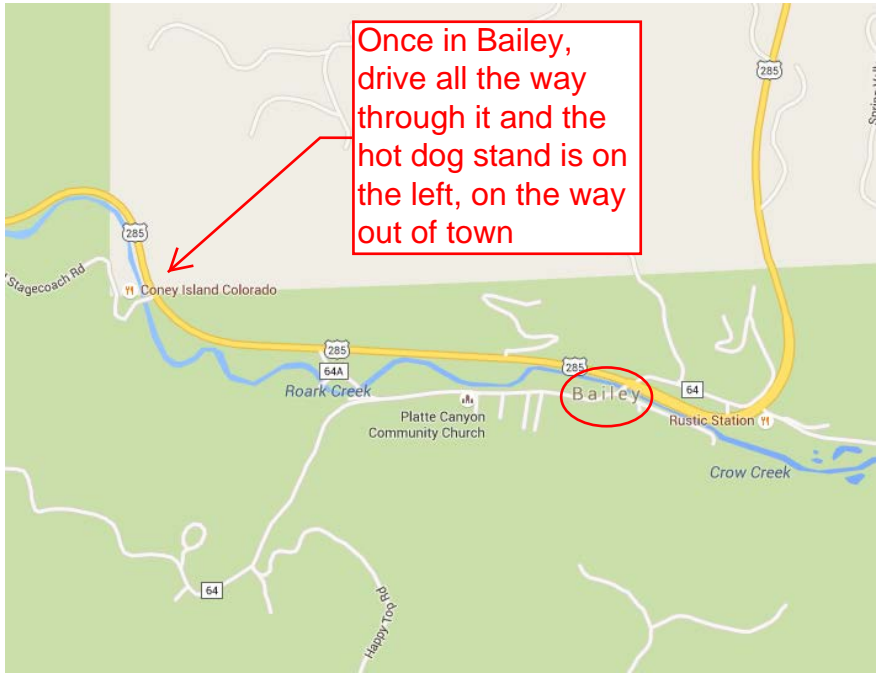 Once in Bailey,
drive all the way
through it and the
hot dog stand is on
the left, on the way
out of town
285
285
Stagecoach Rd
Coney Island Colorado
285
64A
Roark Creek
285
Bailey
64
Platte Canyon
Community Church
Rustic Station
Crow Creek
64
Happy Top Rd